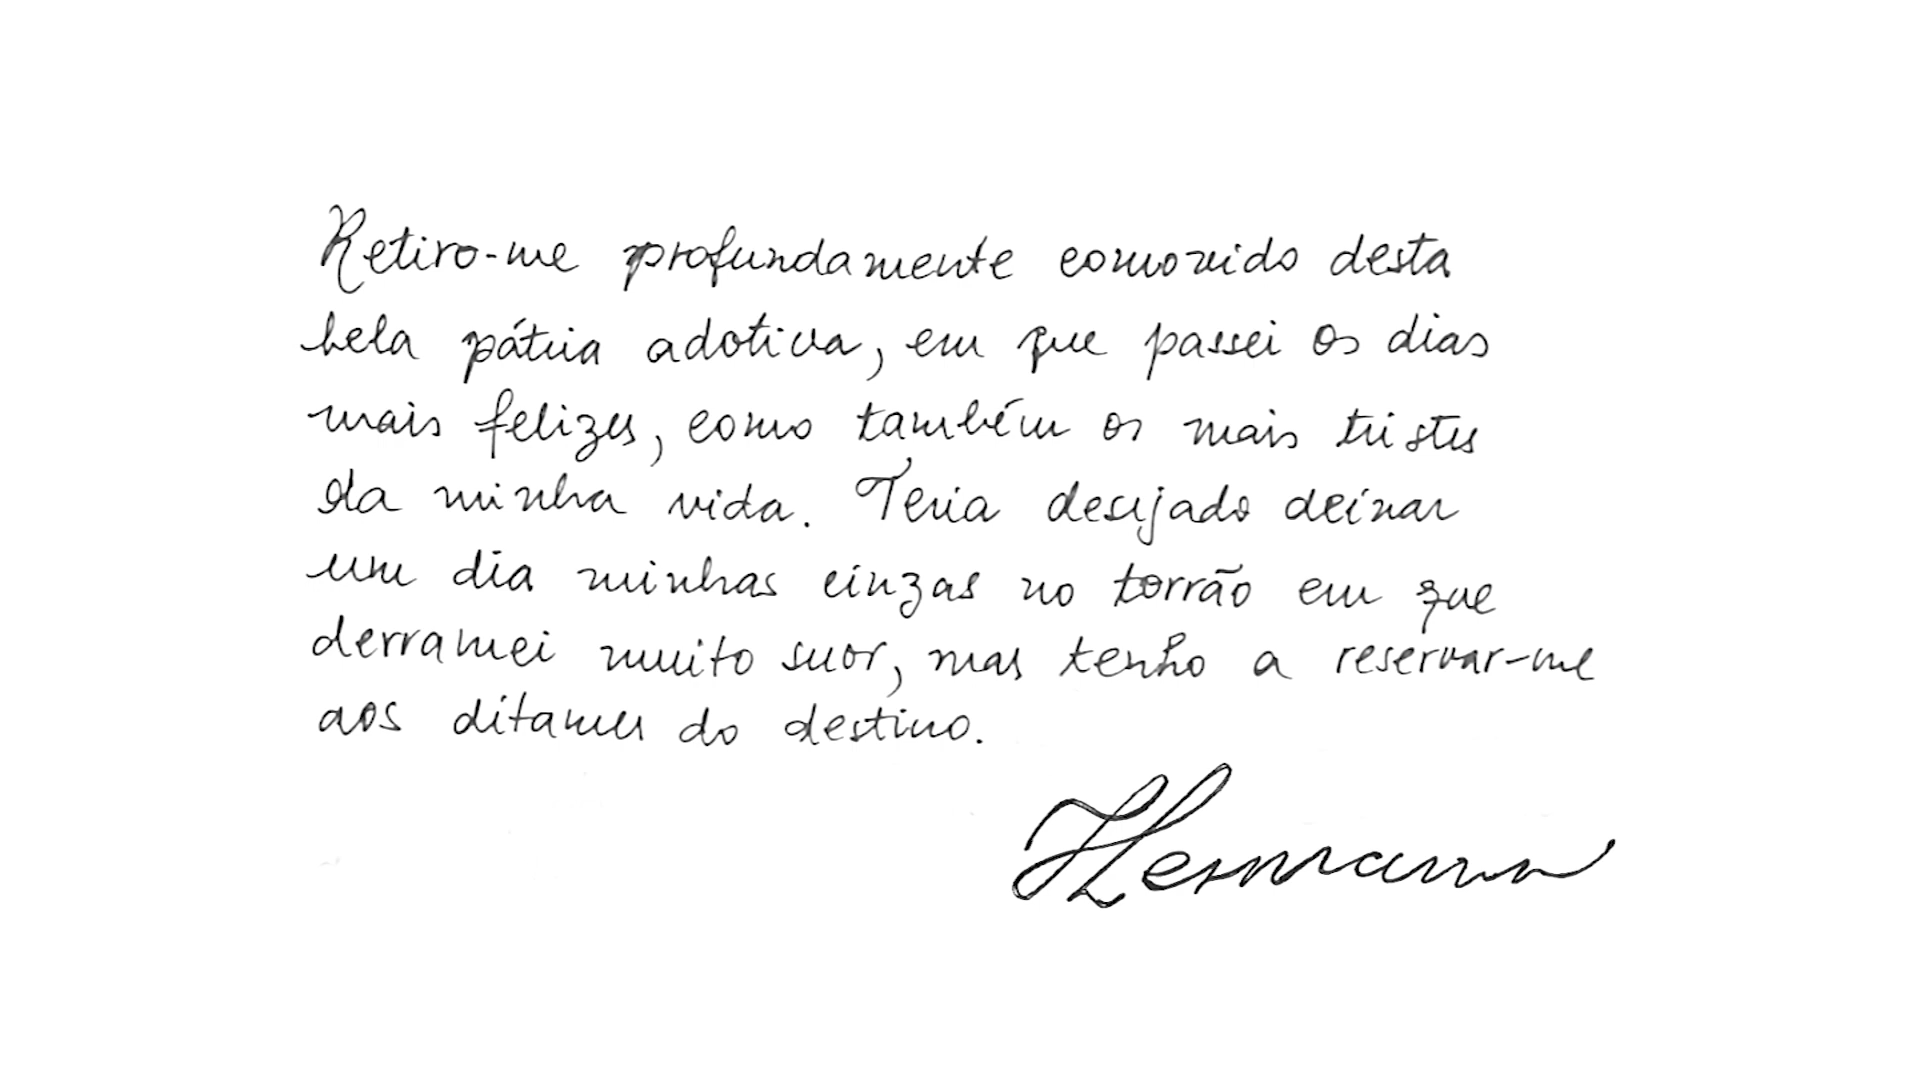 Retiro-me profundamente comovido desta
bela pátria adotiva, em que passei os dias
mais felizes, como também os mais tristes
da minha vida. Teria desejado deixar
um dia minhas cinzas no torrão em que
derramei muito suor, mas tenho a reservar-me
aos ditames do destino.
Hermann